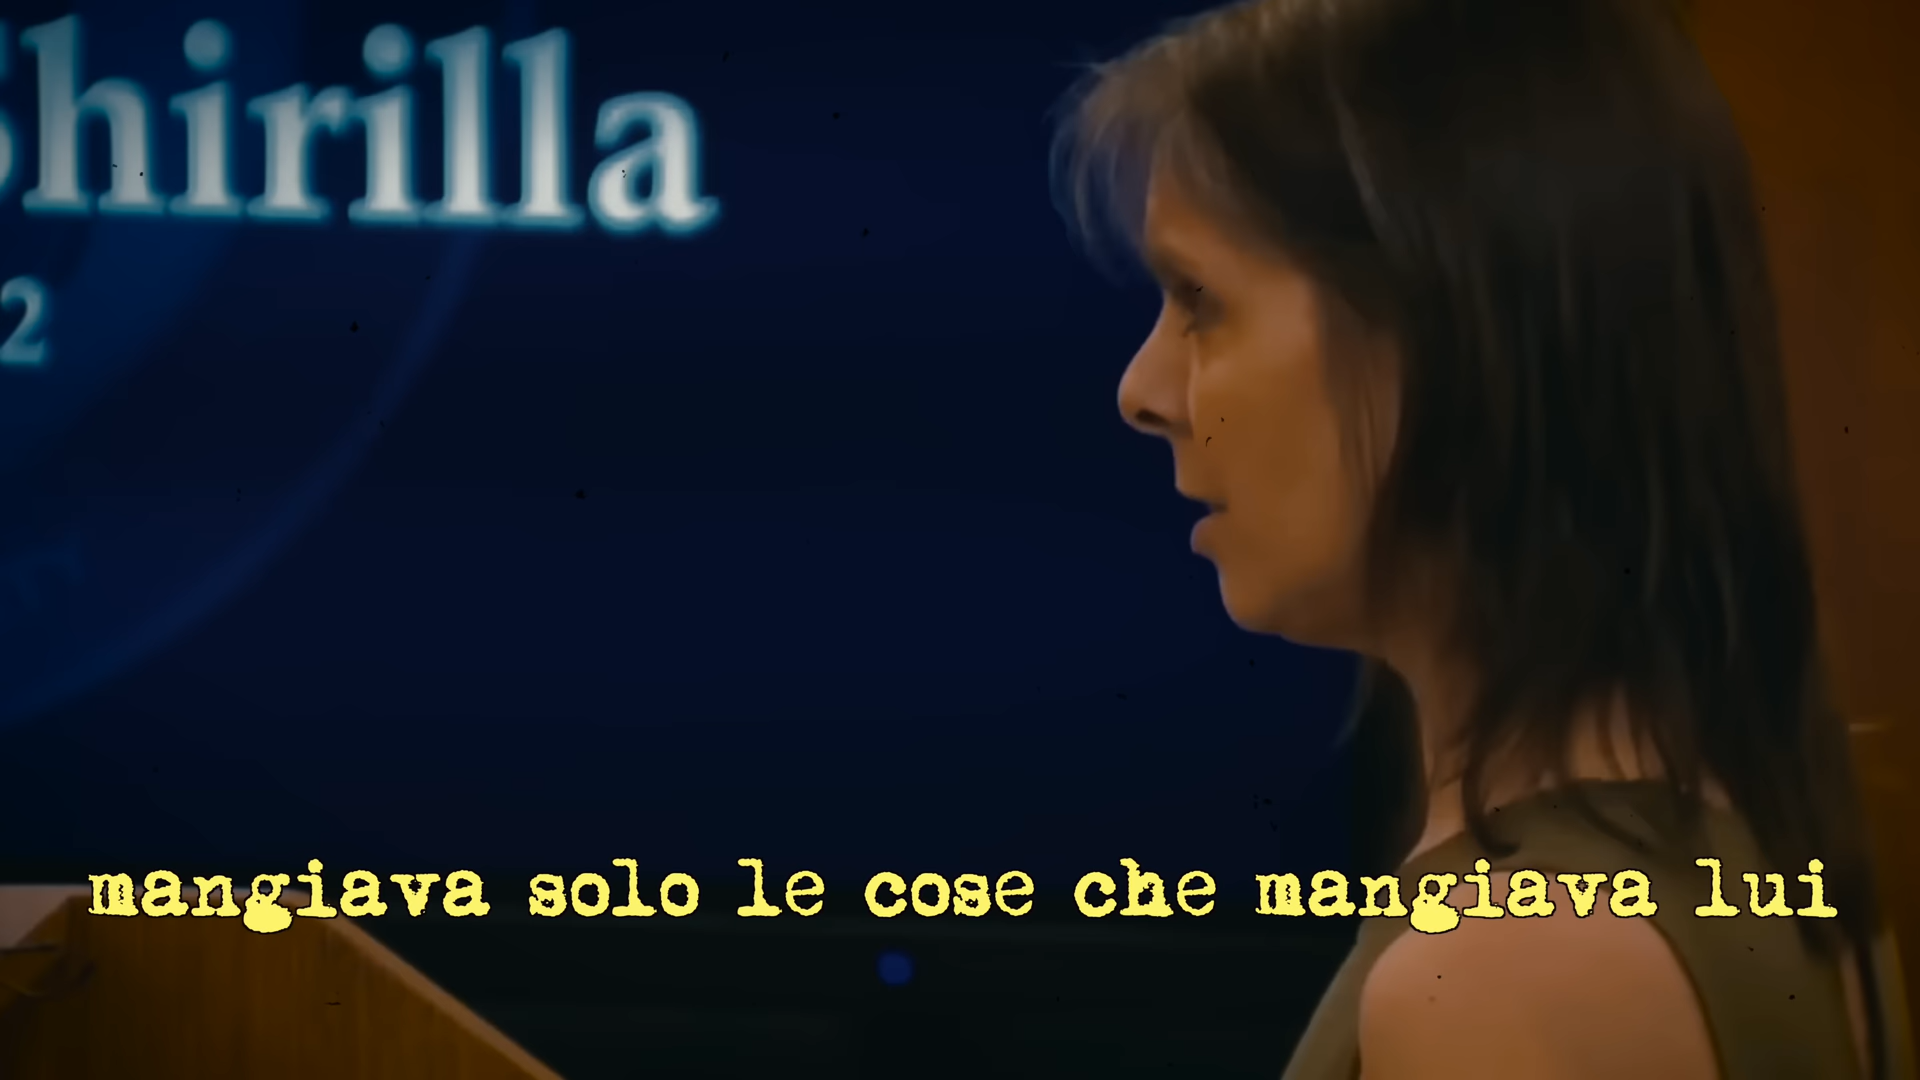 Shirilla
2
mangiava solo le cose che mangiava lui